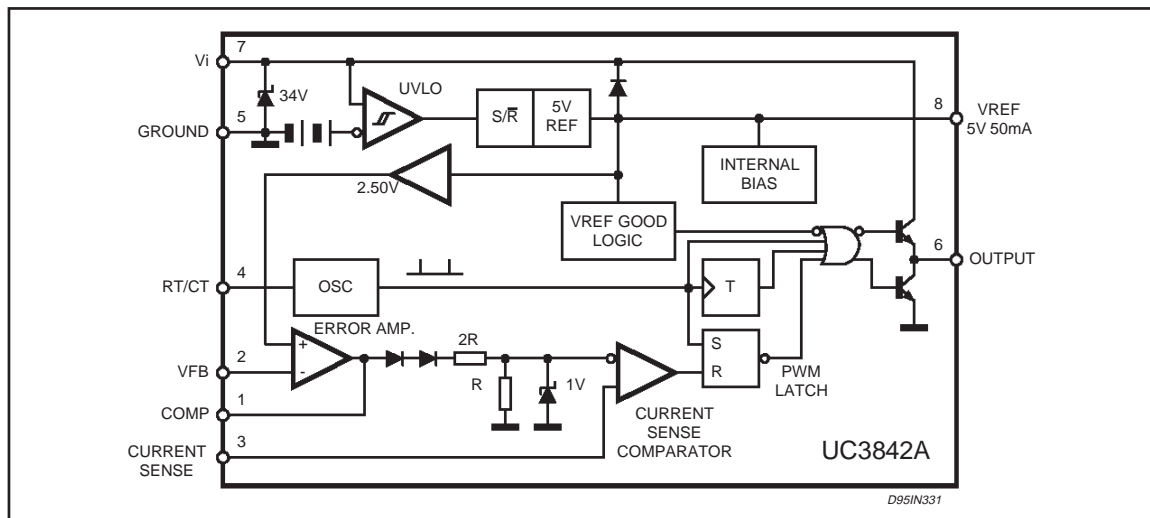 7
Vi
34V
UVLO
S/R̅
5V
REF
8
VREF
5V 50mA
5
GROUND
2.50V
INTERNAL
BIAS
VREF GOOD
LOGIC
6
OUTPUT
4
RT/CT
OSC
T
ERROR AMP.
2R
+
-
2
VFB
R
1V
S
R
PWM
LATCH
1
COMP
CURRENT
SENSE
COMPARATOR
3
CURRENT
SENSE
UC3842A
D95IN331